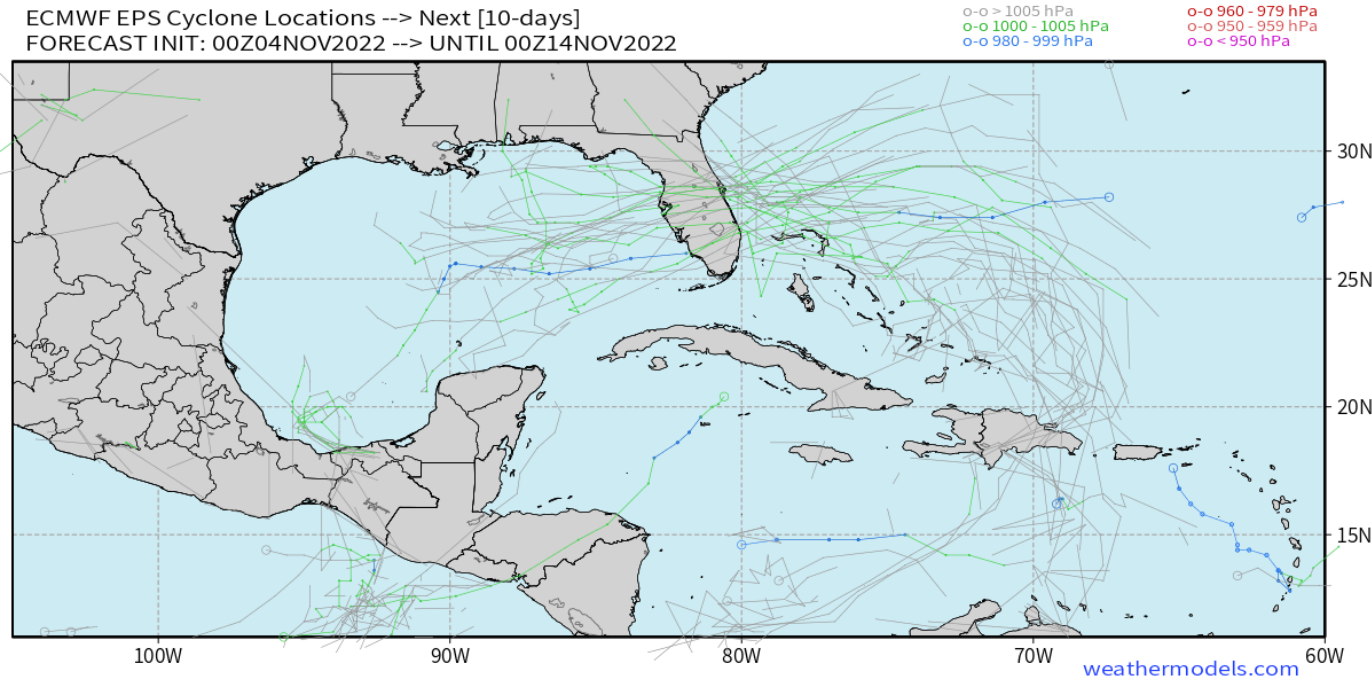 ECMWF EPS Cyclone Locations --> Next [10-days]
FORECAST INIT: 00Z04NOV2022 --> UNTIL 00Z14NOV2022
o-o > 1005 hPa
o-o 1000 - 1005 hPa
o-o 980 - 999 hPa
o-o 960 - 979 hPa
o-o 950 - 959 hPa
o-o < 950 hPa
30N
25N
20N
15N
100W 90W 80W 70W 60W
weathermodels.com